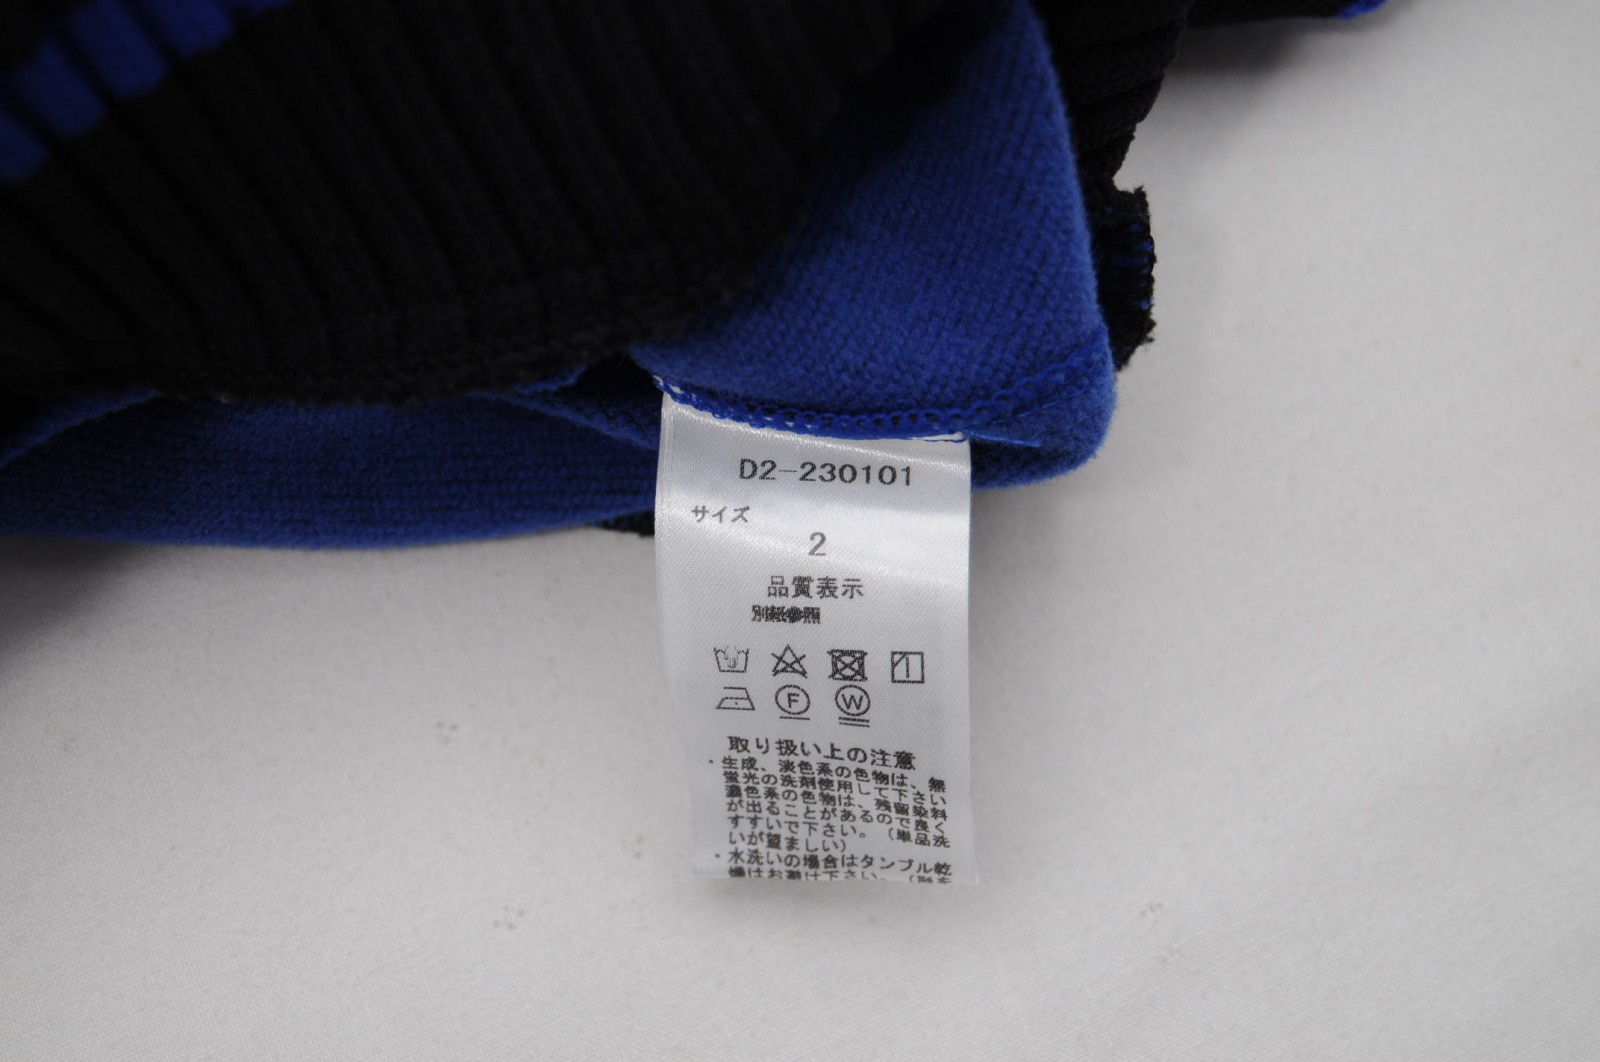 D2-230101
サイズ
2
品質表示
別紙参照
F
W
取り扱い上の注意
・生成、淡色系の色物は、無
蛍光の洗剤使用して下さい
濃色系の色物は、残留染料
が出ることがあるので良く
すすいで下さい。（単品洗
いが望ましい）
・水洗いの場合はタンブル乾
燥はお避け下さい。